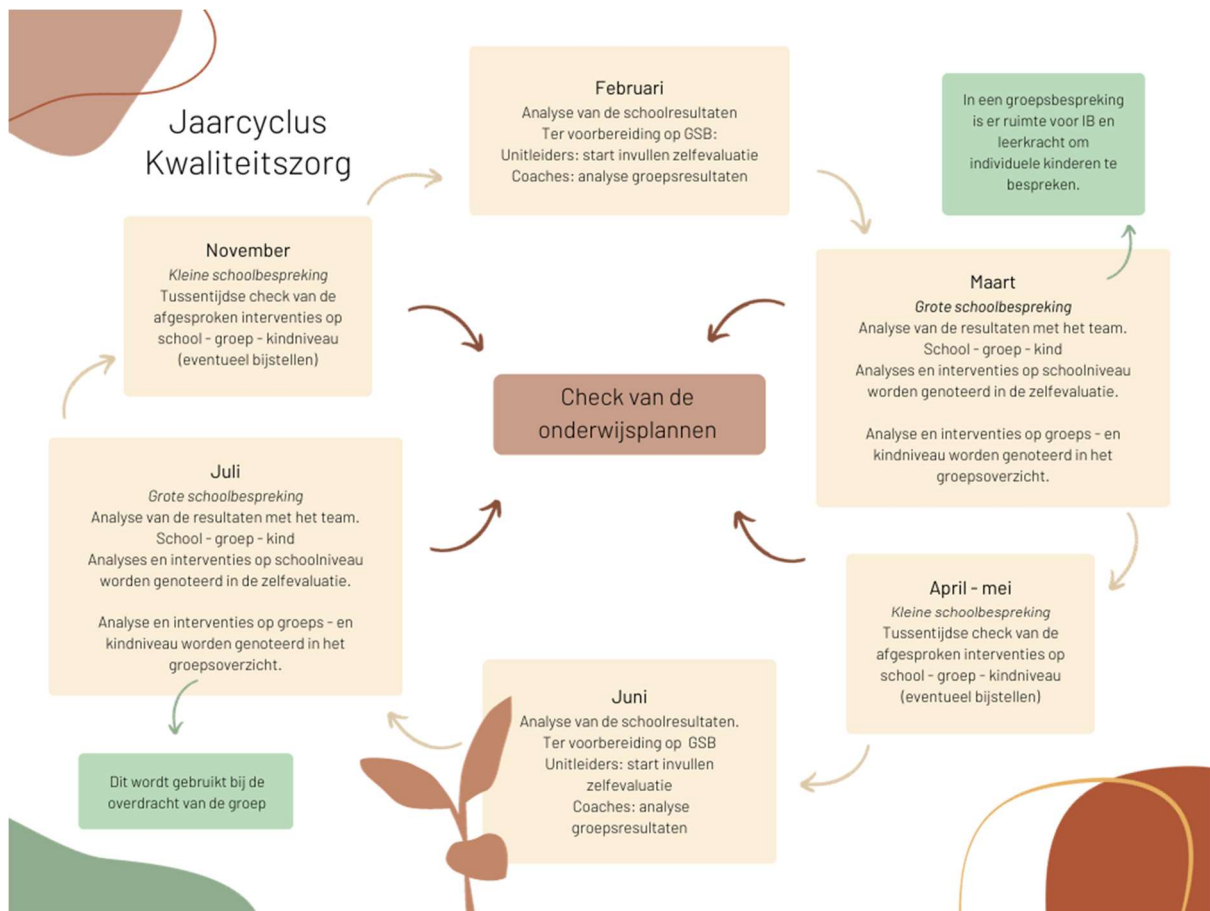 Jaarcyclus
Kwaliteitszorg
Februari
Analyse van de schoolresultaten
Ter voorbereiding op GSB:
Unitleiders: start invullen zelfevaluatie
Coaches: analyse groepsresultaten
In een groepsbespreking
is er ruimte voor IB en
leerkracht om
individuele kinderen te
bespreken.
November
Kleine schoolbespreking
Tussentijdse check van de
afgesproken interventies op
school - groep - kindniveau
(eventueel bijstellen)
Maart
Grote schoolbespreking
Analyse van de resultaten met het team.
School - groep - kind
Analyses en interventies op schoolniveau
worden genoteerd in de zelfevaluatie.
Analyse en interventies op groeps - en
kindniveau worden genoteerd in het
groepsoverzicht.
Check van de
onderwijsplannen
Juli
Grote schoolbespreking
Analyse van de resultaten met het team.
School - groep - kind
Analyses en interventies op schoolniveau
worden genoteerd in de zelfevaluatie.
Analyse en interventies op groeps - en
kindniveau worden genoteerd in het
groepsoverzicht.
April - mei
Kleine schoolbespreking
Tussentijdse check van de
afgesproken interventies op
school - groep - kindniveau
(eventueel bijstellen)
Juni
Analyse van de schoolresultaten.
Ter voorbereiding op GSB
Unitleiders: start invullen
zelfevaluatie
Coaches: analyse
groepsresultaten
Dit wordt gebruikt bij de
overdracht van de groep